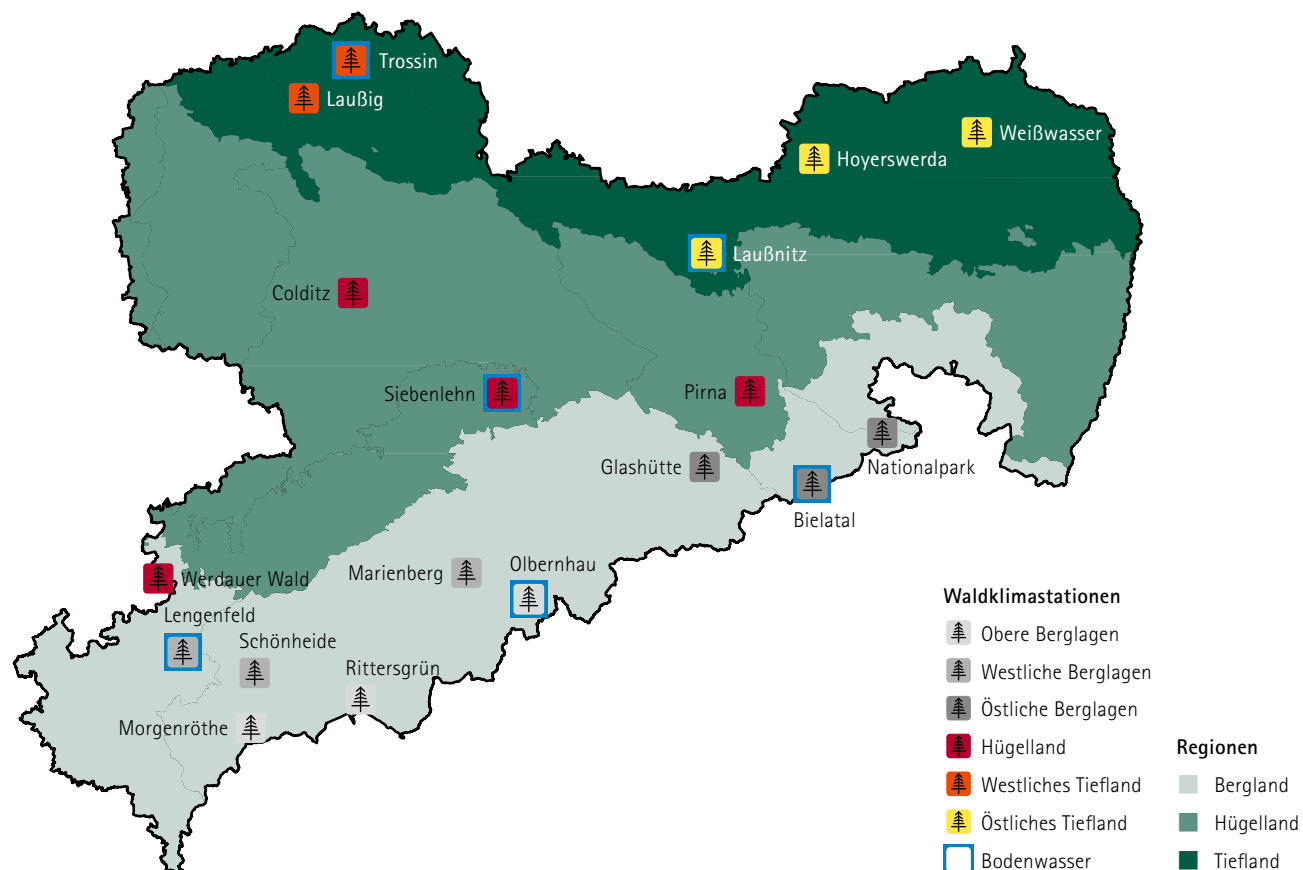 Trossin
Laußig
Weißwasser
Hoyerswerda
Laußnitz
Colditz
Siebenlehn
Pirna
Glashütte
Nationalpark
Bielatal
Olbernhau
Marienberg
Werdauer Wald
Lengenfeld
Schönheide
Rittersgrün
Morgenröthe
Waldklimastationen
Obere Berglagen
Westliche Berglagen
Östliche Berglagen
Hügelland
Westliches Tiefland
Östliches Tiefland
Bodenwasser
Regionen
Bergland
Hügelland
Tiefland